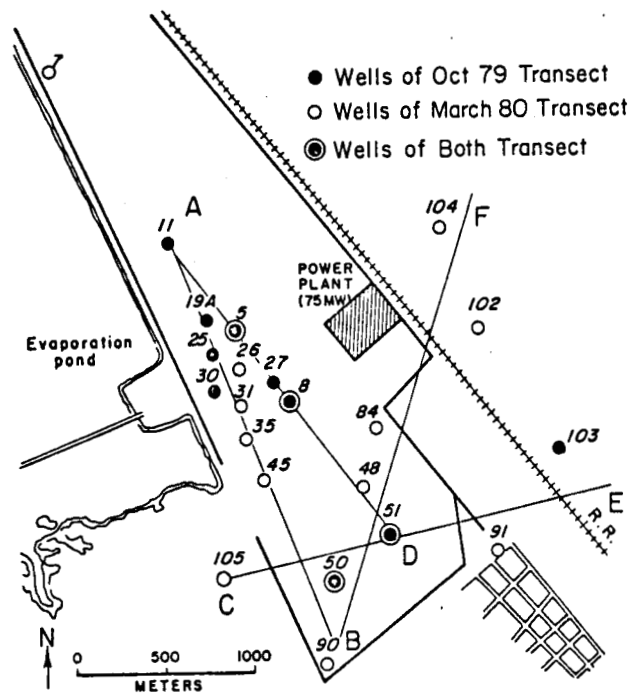 ● Wells of Oct 79 Transect
○ Wells of March 80 Transect
◉ Wells of Both Transect
A
11
104
F
POWER
PLANT
(75MW)
19A
5
102
Evaporation
pond
25
26
27
8
30
31
84
103
35
45
48
51
E
R.R.
D
91
105
50
C
B
90
N
0 500 1000
METERS